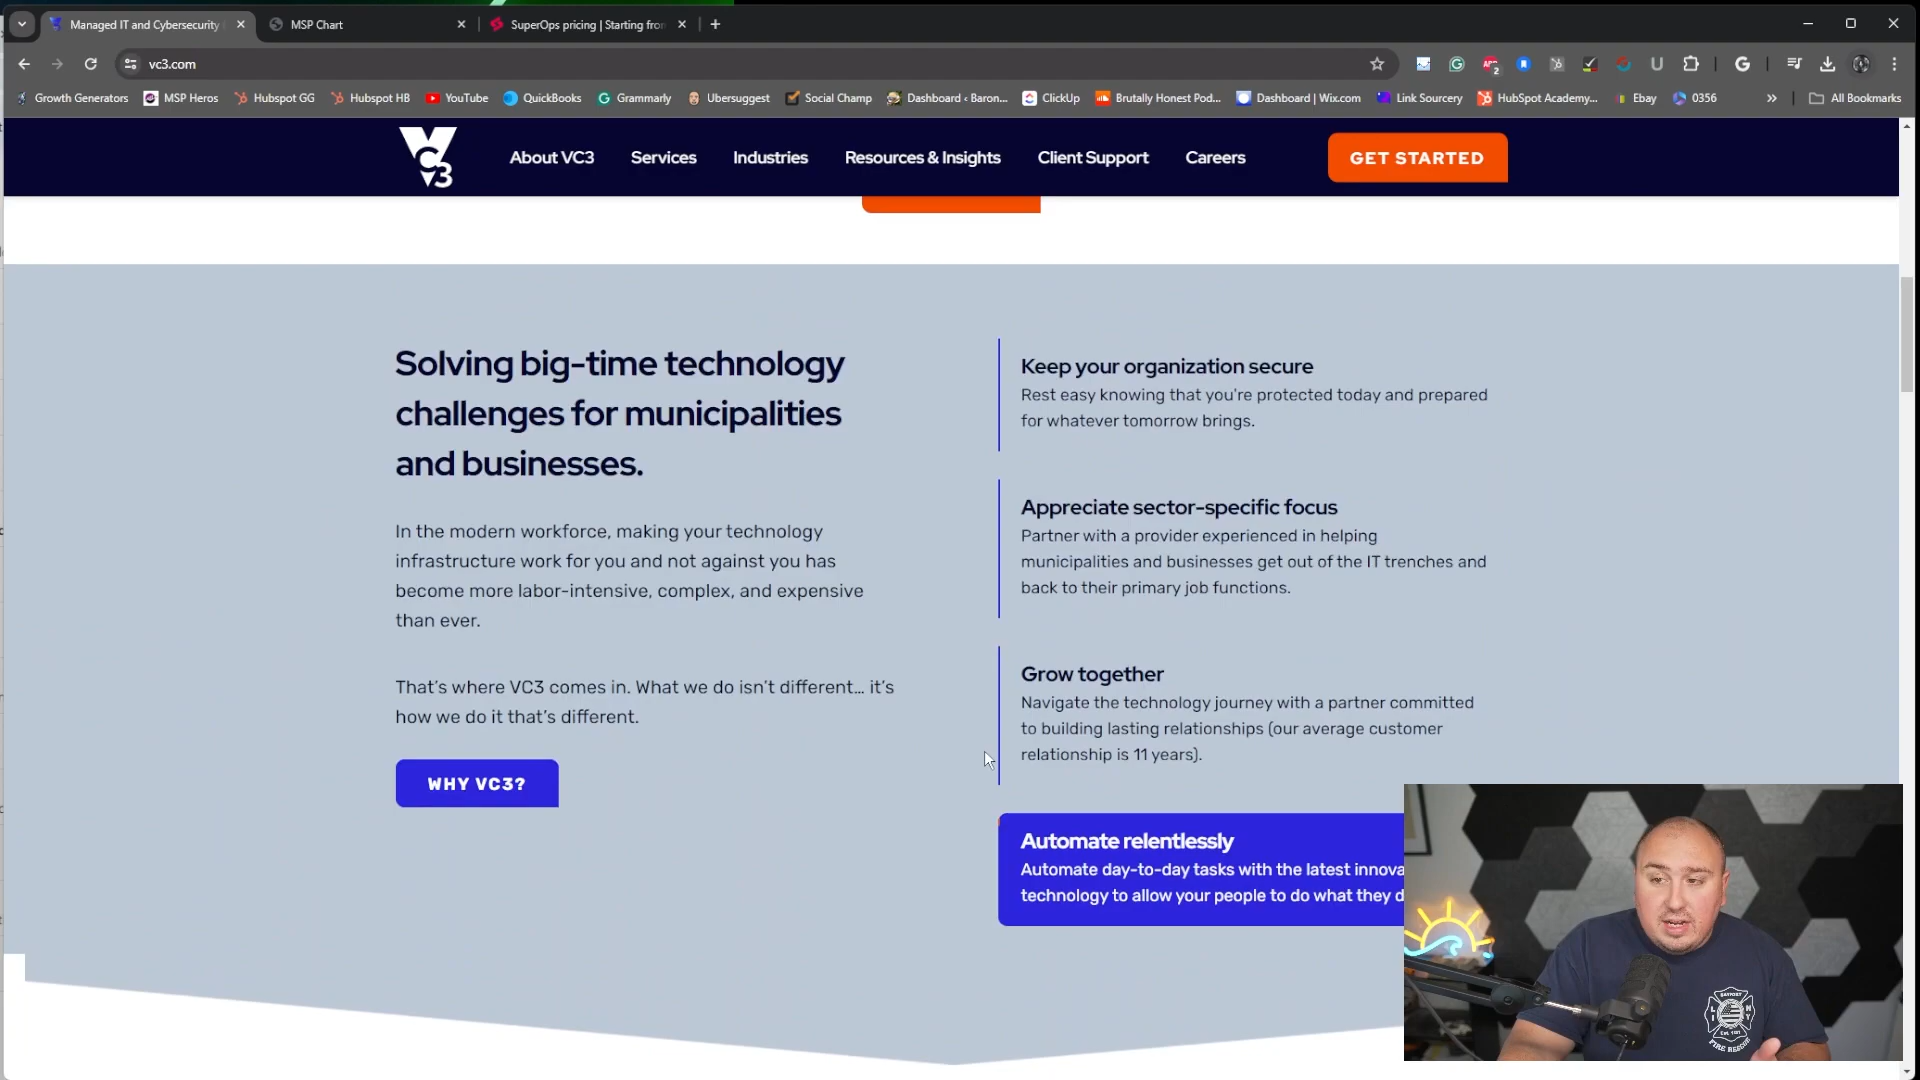 Managed IT and Cybersecurity
MSP Chart
SuperOps pricing | Starting fro
vc3.com
2
Growth Generators
MSP Heros
Hubspot GG
Hubspot HB
YouTube
QuickBooks
Grammarly
Ubersuggest
Social Champ
Dashboard ‹ Baron...
ClickUp
Brutally Honest Pod...
Dashboard | Wix.com
Link Sourcery
HubSpot Academy...
Ebay
0356
»
All Bookmarks
VC3
About VC3
Services
Industries
Resources & Insights
Client Support
Careers
GET STARTED
Solving big-time technology
challenges for municipalities
and businesses.
In the modern workforce, making your technology
infrastructure work for you and not against you has
become more labor-intensive, complex, and expensive
than ever.
That's where VC3 comes in. What we do isn't different... it's
how we do it that's different.
WHY VC3?
Keep your organization secure
Rest easy knowing that you're protected today and prepared
for whatever tomorrow brings.
Appreciate sector-specific focus
Partner with a provider experienced in helping
municipalities and businesses get out of the IT trenches and
back to their primary job functions.
Grow together
Navigate the technology journey with a partner committed
to building lasting relationships (our average customer
relationship is 11 years).
Automate relentlessly
Automate day-to-day tasks with the latest innova
technology to allow your people to do what they d
BAYPORT
L I
N Y
FIRE RESCUE